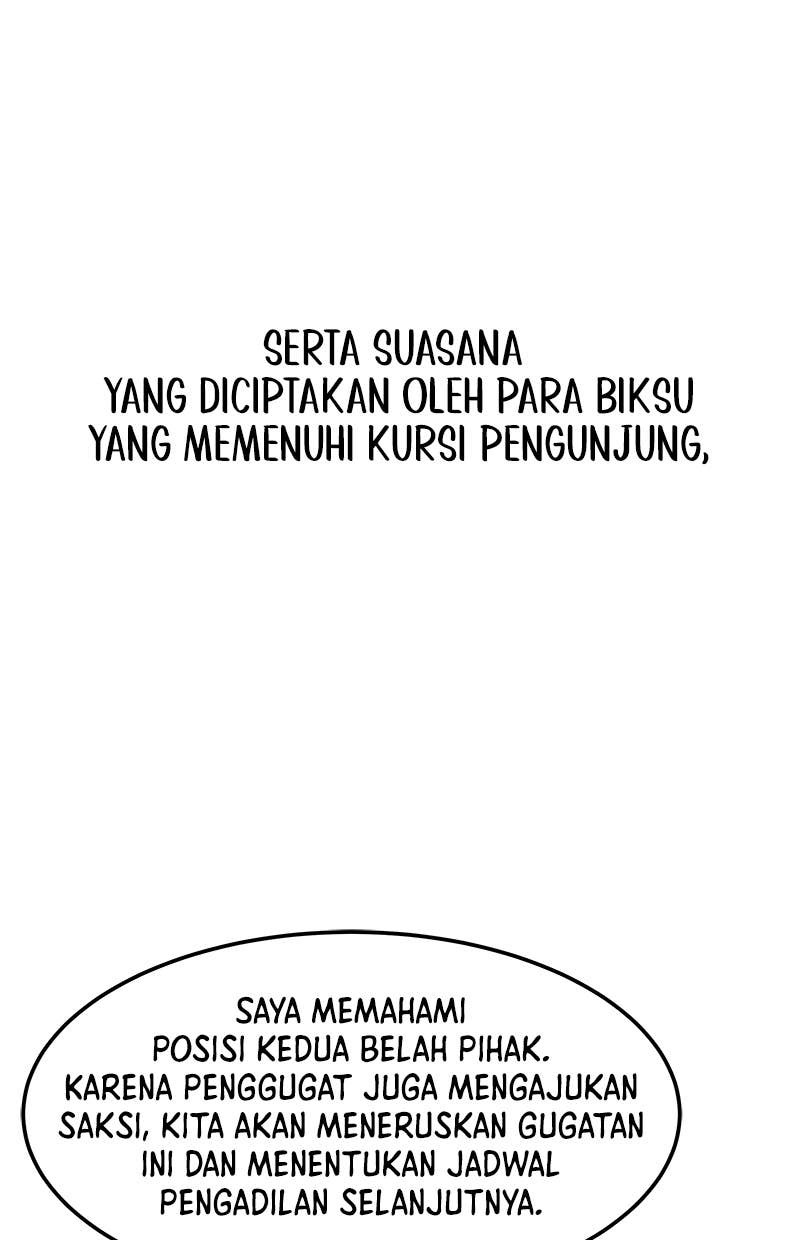 SERTA SUASANA
YANG DICIPTAKAN OLEH PARA BIKSU
YANG MEMENUHI KURSI PENGUNJUNG,
SAYA MEMAHAMI
POSISI KEDUA BELAH PIHAK.
KARENA PENGGUGAT JUGA MENGAJUKAN
SAKSI, KITA AKAN MENERUSKAN GUGATAN
INI DAN MENENTUKAN JADWAL
PENGADILAN SELANJUTNYA.